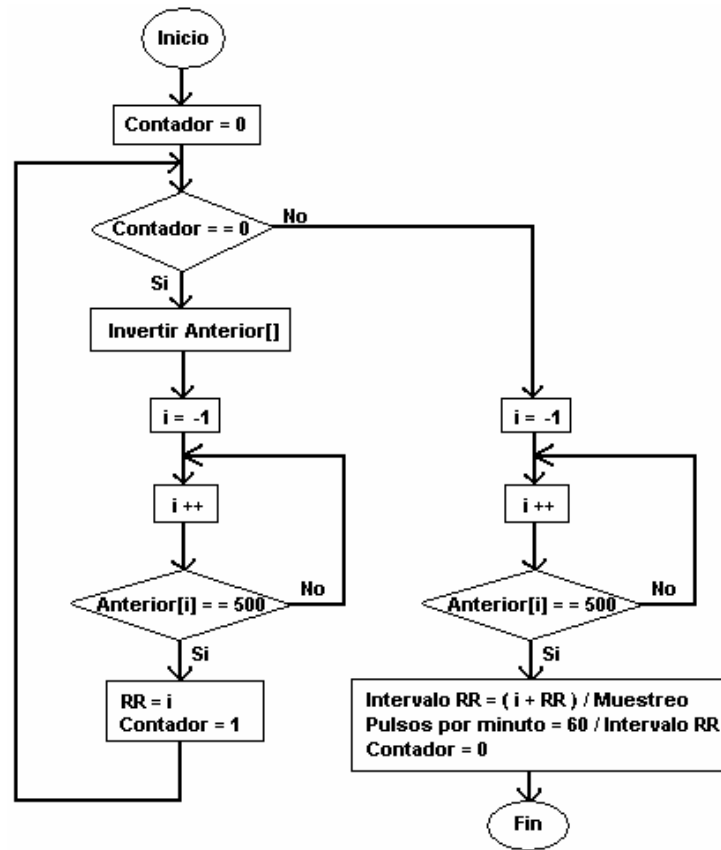 Inicio
Contador = 0
Contador = = 0
No
Si
Invertir Anterior[]
i = -1
i ++
Anterior[i] = = 500
No
Si
RR = i
Contador = 1
i = -1
i ++
Anterior[i] = = 500
No
Si
Intervalo RR = ( i + RR ) / Muestreo
Pulsos por minuto = 60 / Intervalo RR
Contador = 0
Fin